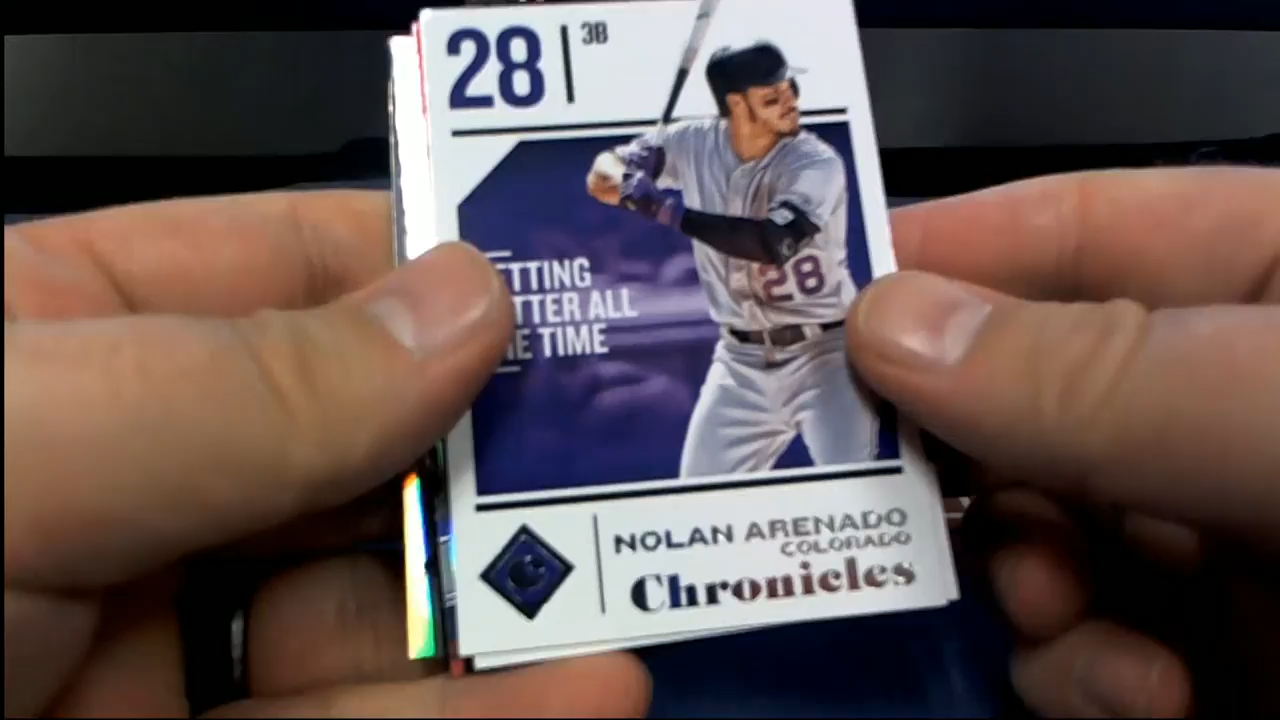 28 3B
TTING
TTER ALL
E TIME
28
NOLAN ARENADO
COLORADO
Chronicles